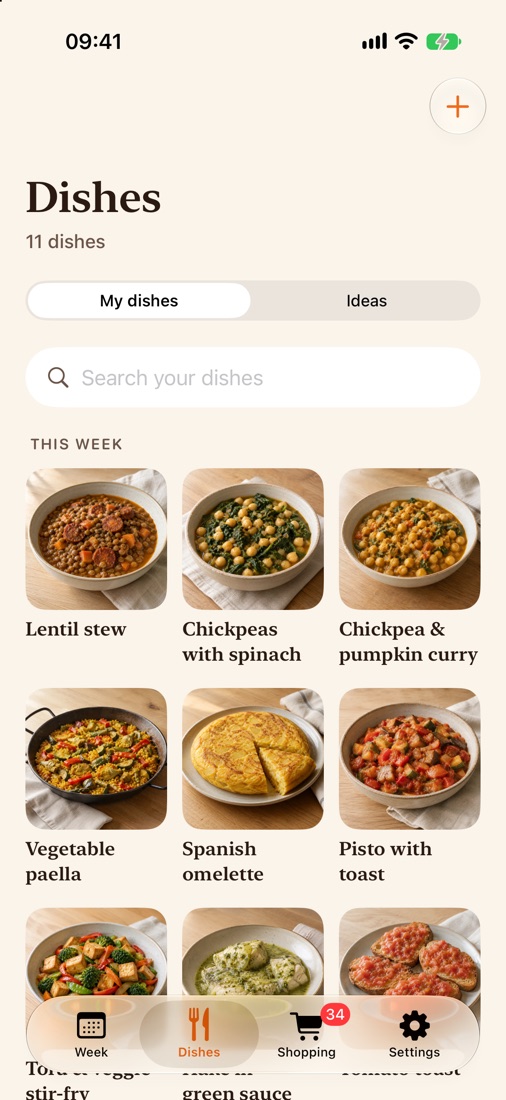 09:41
Dishes
11 dishes
My dishes
Ideas
Search your dishes
THIS WEEK
Lentil stew
Chickpeas
with spinach
Chickpea &
pumpkin curry
Vegetable
paella
Spanish
omelette
Pisto with
toast
stir-fry
green sauce
34
Week
Dishes
Shopping
Settings